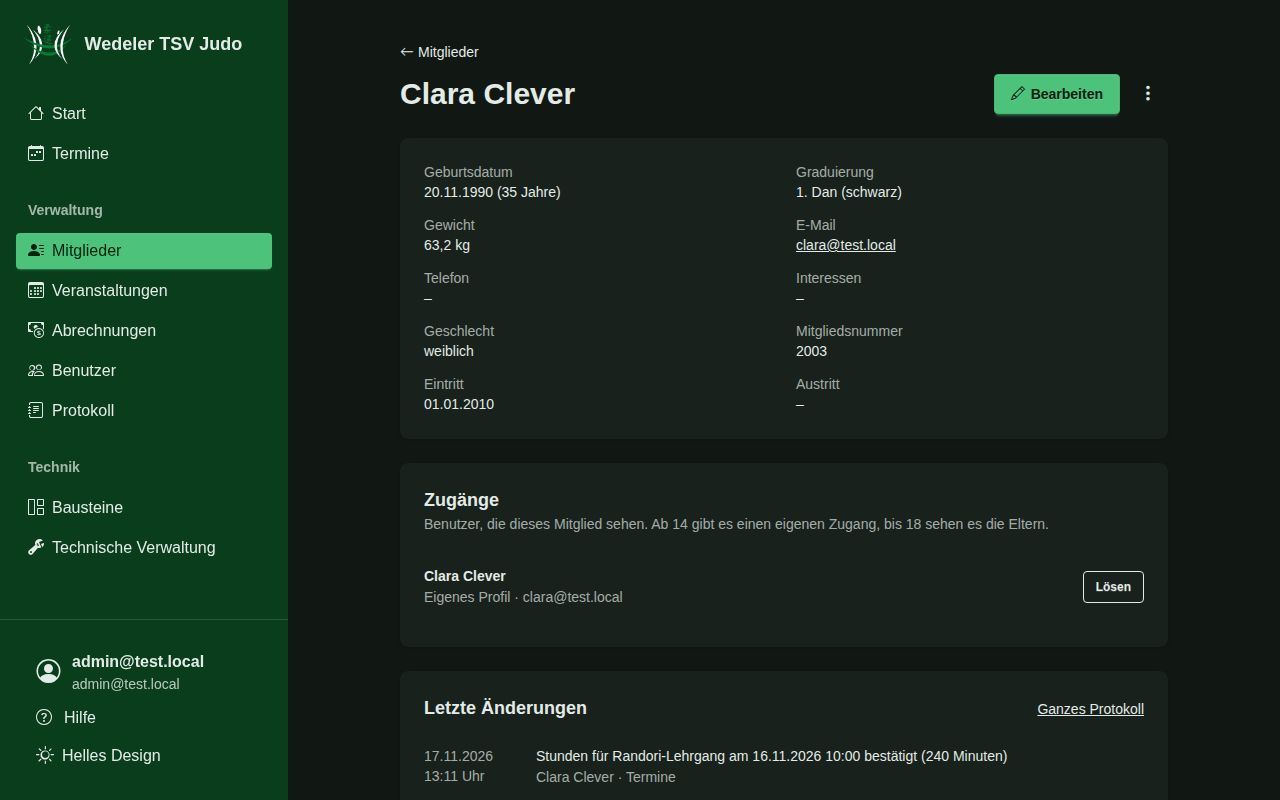 Wedeler TSV Judo
Start
Termine
Verwaltung
Mitglieder
Veranstaltungen
Abrechnungen
Benutzer
Protokoll
Technik
Bausteine
Technische Verwaltung
admin@test.local
admin@test.local
Hilfe
Helles Design
← Mitglieder
Clara Clever
Bearbeiten
Geburtsdatum
20.11.1990 (35 Jahre)
Graduierung
1. Dan (schwarz)
Gewicht
63,2 kg
E-Mail
clara@test.local
Telefon
–
Interessen
–
Geschlecht
weiblich
Mitgliedsnummer
2003
Eintritt
01.01.2010
Austritt
–
Zugänge
Benutzer, die dieses Mitglied sehen. Ab 14 gibt es einen eigenen Zugang, bis 18 sehen es die Eltern.
Clara Clever
Eigenes Profil · clara@test.local
Lösen
Letzte Änderungen
Ganzes Protokoll
17.11.2026
13:11 Uhr
Stunden für Randori-Lehrgang am 16.11.2026 10:00 bestätigt (240 Minuten)
Clara Clever · Termine